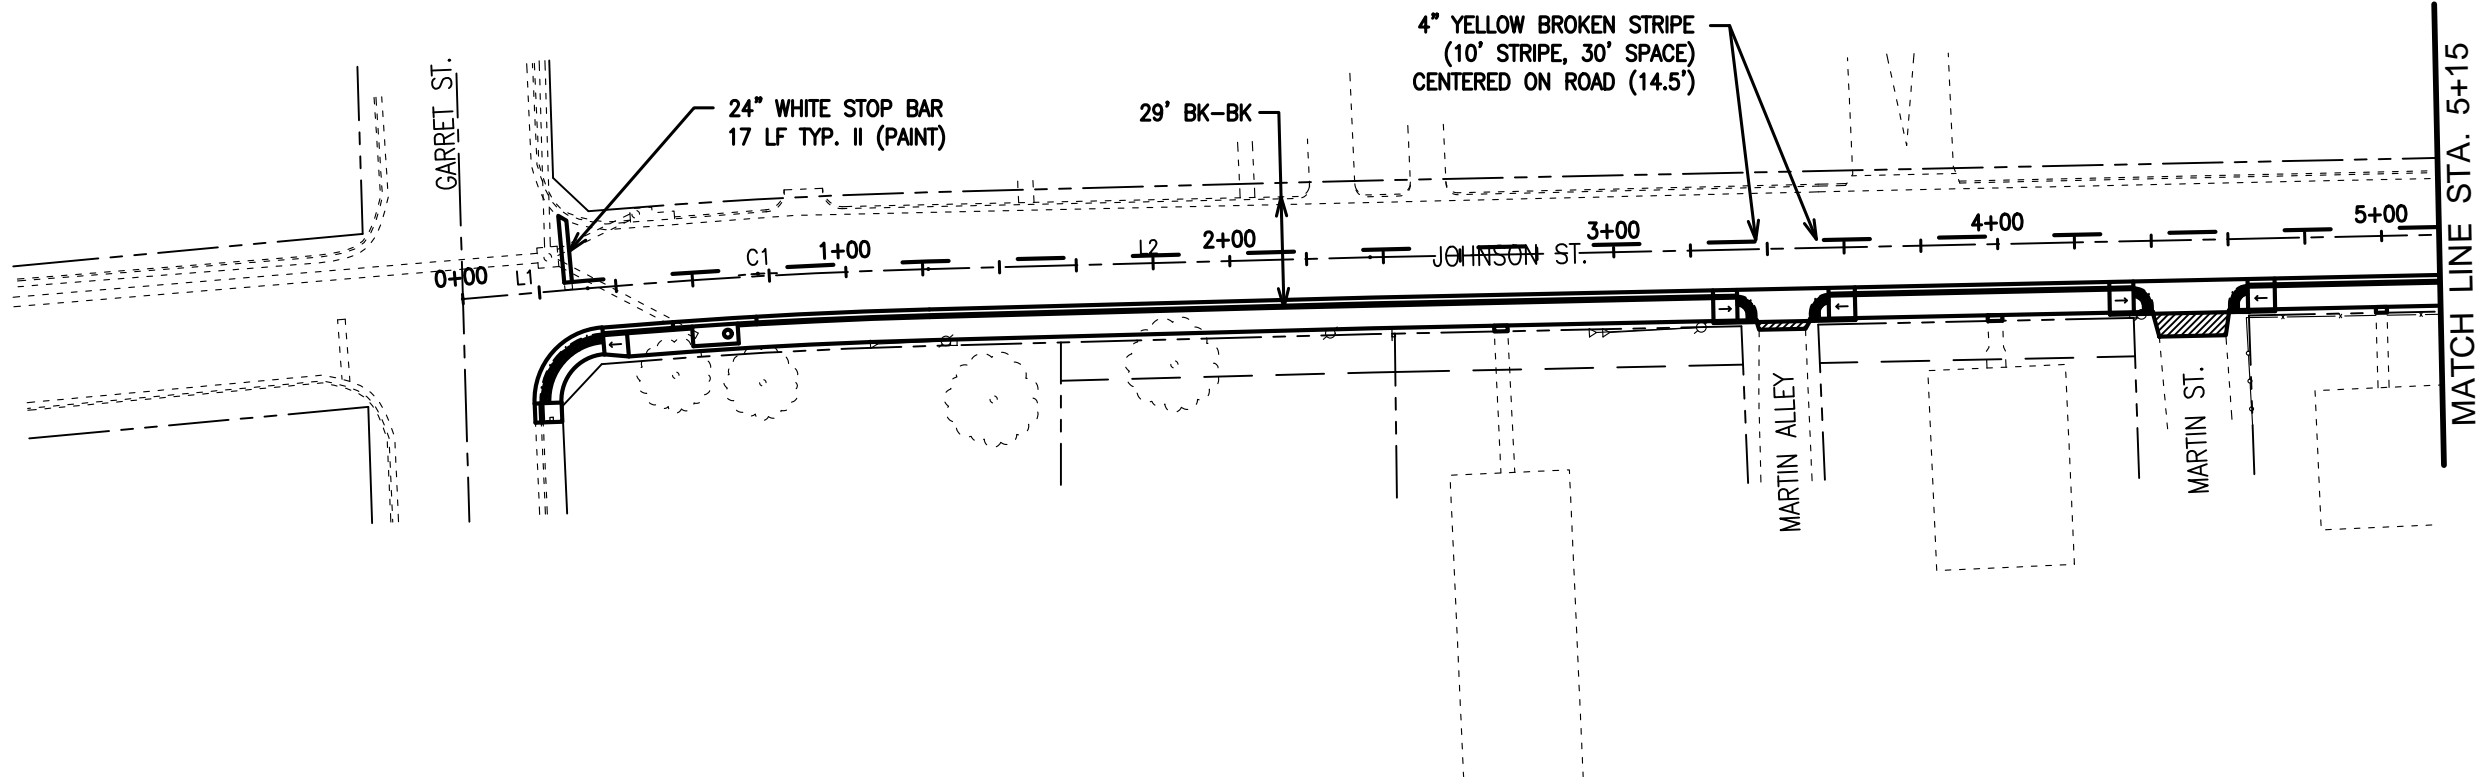 4" YELLOW BROKEN STRIPE
(10' STRIPE, 30' SPACE)
CENTERED ON ROAD (14.5')
24" WHITE STOP BAR
17 LF TYP. II (PAINT)
29' BK-BK
GARRET ST.
MATCH LINE STA. 5+15
0+00
L1
C1
1+00
L2
2+00
JOHNSON ST.
3+00
4+00
5+00
MARTIN ALLEY
MARTIN ST.